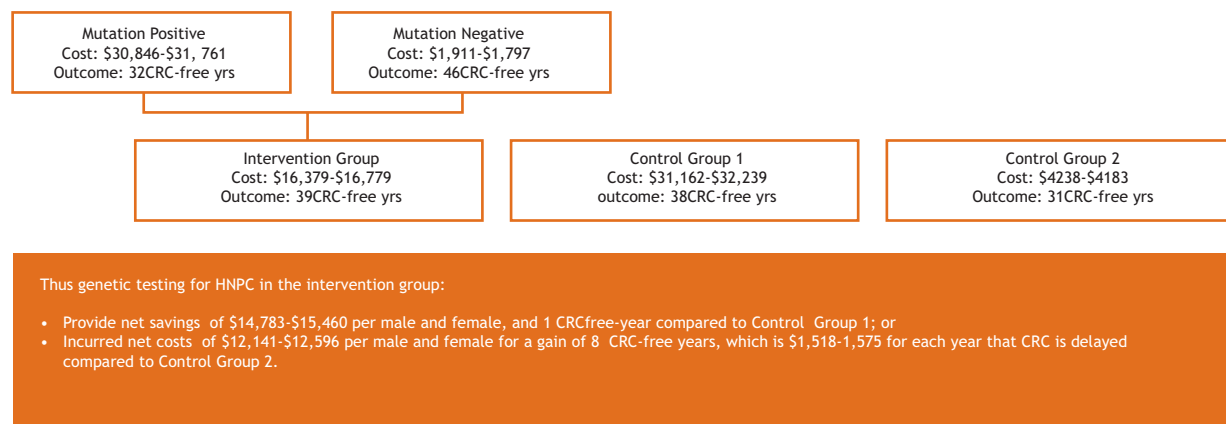 Mutation Positive
Cost: $30,846-$31, 761
Outcome: 32CRC-free yrs
Mutation Negative
Cost: $1,911-$1,797
Outcome: 46CRC-free yrs
Intervention Group
Cost: $16,379-$16,779
Outcome: 39CRC-free yrs
Control Group 1
Cost: $31,162-$32,239
outcome: 38CRC-free yrs
Control Group 2
Cost: $4238-$4183
Outcome: 31CRC-free yrs
Thus genetic testing for HNPC in the intervention group:
• Provide net savings of $14,783-$15,460 per male and female, and 1 CRCfree-year compared to Control Group 1; or
• Incurred net costs of $12,141-$12,596 per male and female for a gain of 8 CRC-free years, which is $1,518-1,575 for each year that CRC is delayed
compared to Control Group 2.